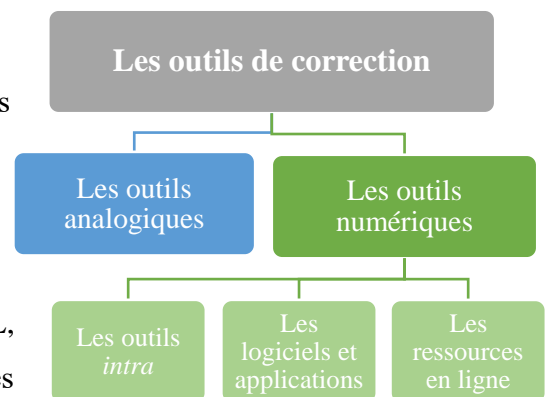 Les outils de correction
s
Les outils
analogiques
Les outils
numériques
Les outils
intra
Les
logiciels et
applications
Les
ressources
en ligne
,
es